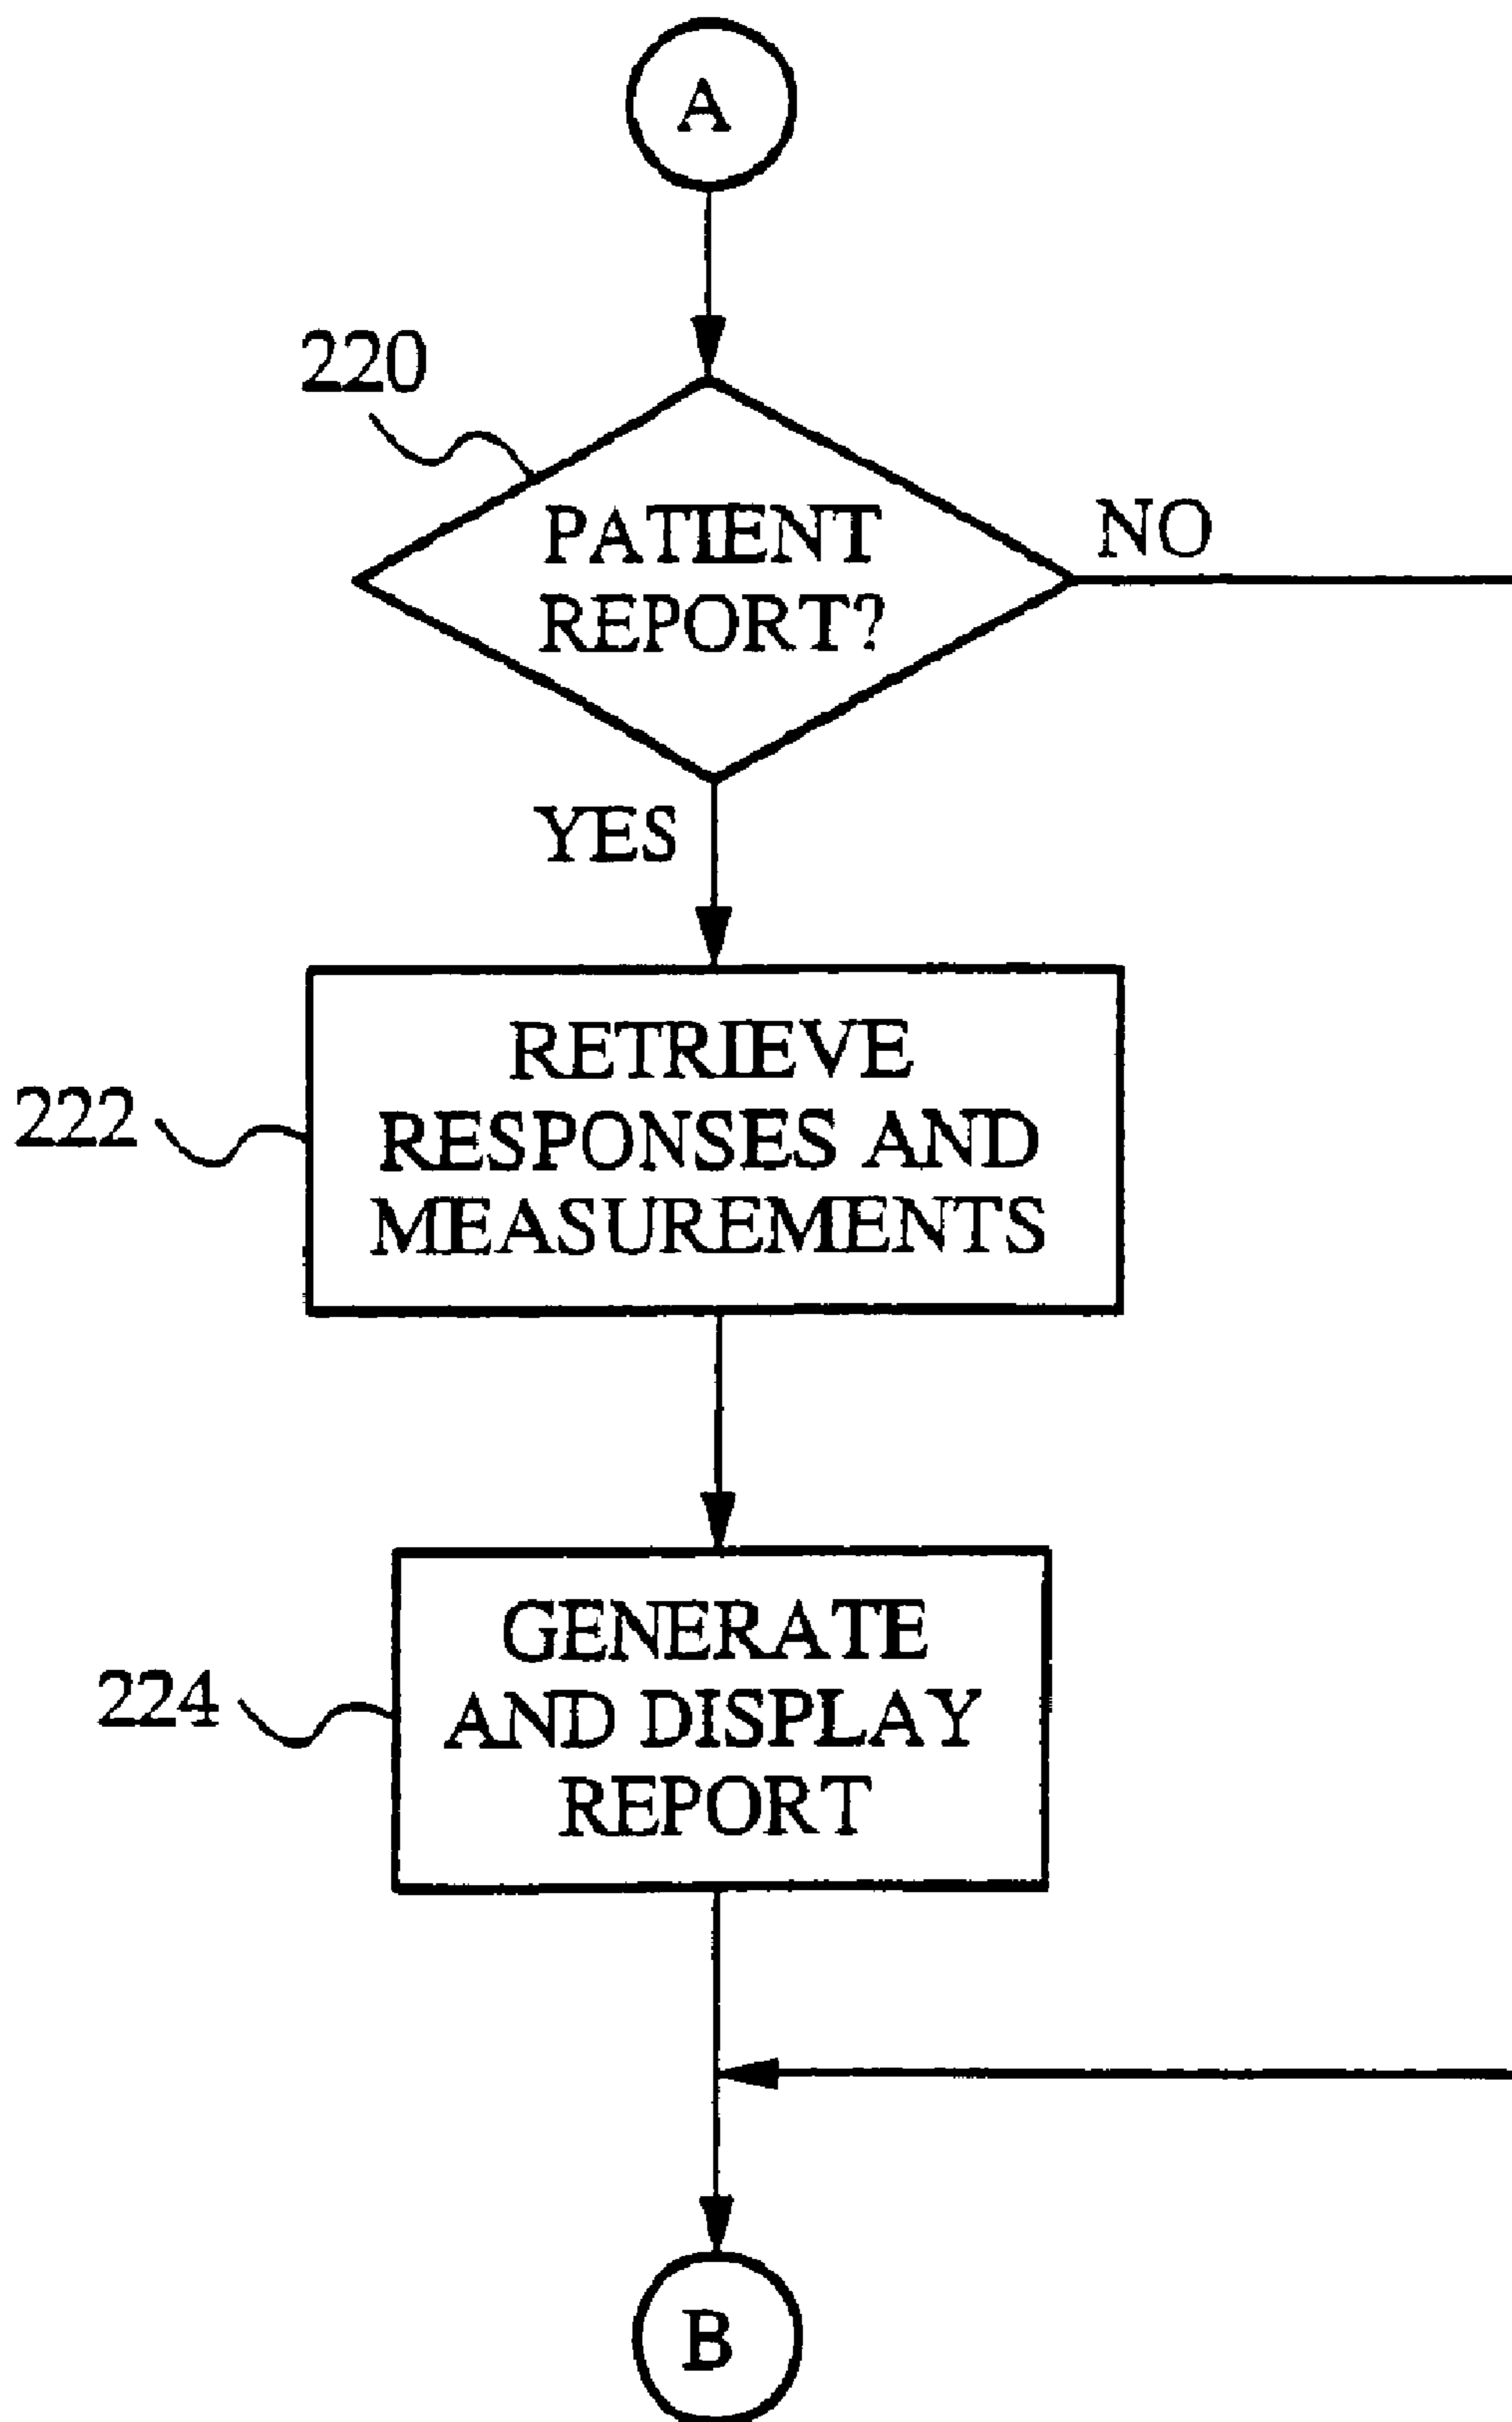 A
220
PATIENT
REPORT?
NO
YES
RETRIEVE
RESPONSES AND
MEASUREMENTS
222
GENERATE
AND DISPLAY
REPORT
224
B